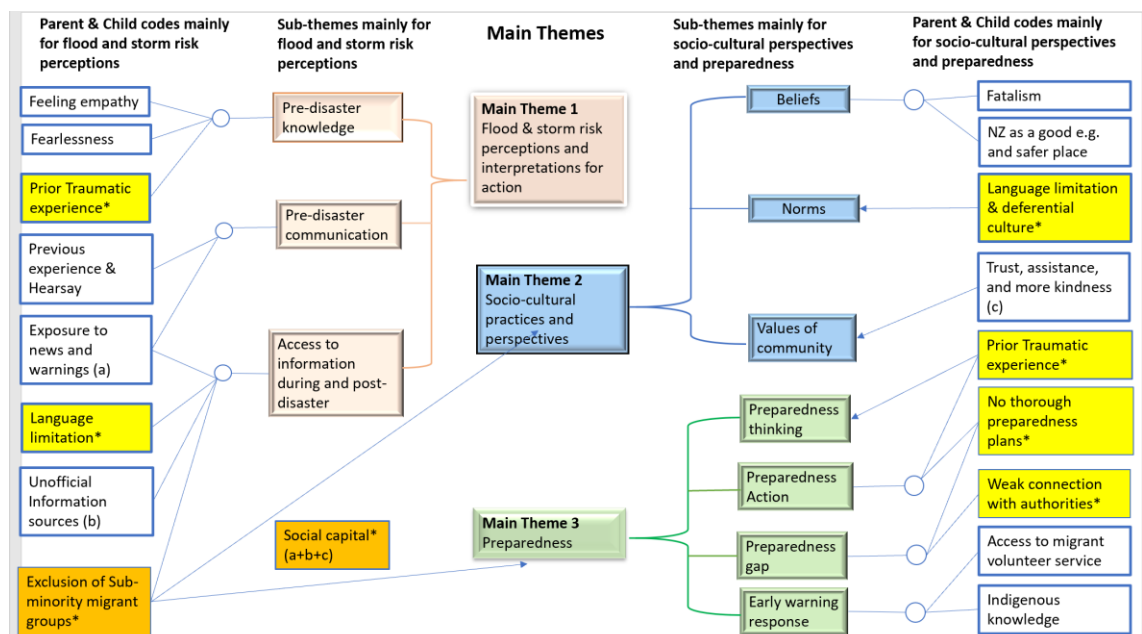 Parent & Child codes mainly
for flood and storm risk
perceptions
Sub-themes mainly for
flood and storm risk
perceptions
Main Themes
Sub-themes mainly for
socio-cultural perspectives
and preparedness
Parent & Child codes mainly
for socio-cultural perspectives
and preparedness
Feeling empathy
Fearlessness
Prior Traumatic
experience*
Previous
experience &
Hearsay
Exposure to
news and
warnings (a)
Language
limitation*
Unofficial
Information
sources (b)
Exclusion of Sub-
minority migrant
groups*
Pre-disaster
knowledge
Pre-disaster
communication
Access to
information
during and post-
disaster
Social capital*
(a+b+c)
Main Theme 1
Flood & storm risk
perceptions and
interpretations for
action
Main Theme 2
Socio-cultural
practices and
perspectives
Main Theme 3
Preparedness
Beliefs
Norms
Values of
community
Preparedness
thinking
Preparedness
Action
Preparedness
gap
Early warning
response
Fatalism
NZ as a good e.g.
and safer place
Language limitation
& deferential
culture*
Trust, assistance,
and more kindness
(c)
Prior Traumatic
experience*
No thorough
preparedness
plans*
Weak connection
with authorities*
Access to migrant
volunteer service
Indigenous
knowledge